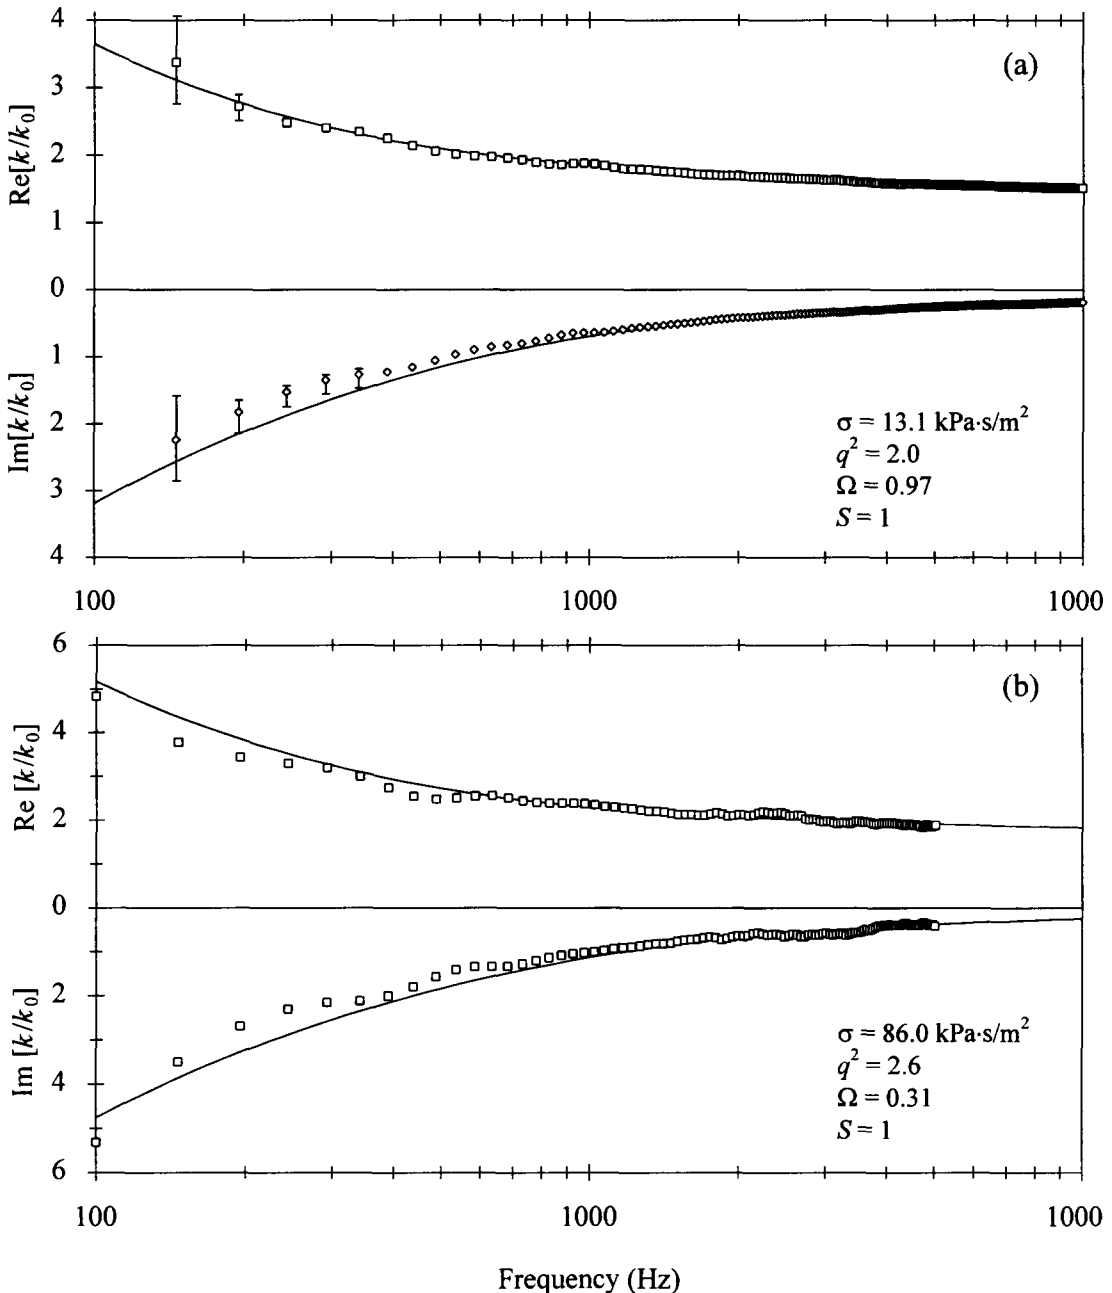 4
(a)
3
Re[k/k₀]
2
1
0
1
Im[k/k₀]
2
σ = 13.1 kPa·s/m²
q² = 2.0
3
Ω = 0.97
S = 1
4
100 1000 1000
6
(b)
4
Re [k/k₀]
2
0
2
Im [k/k₀]
σ = 86.0 kPa·s/m²
q² = 2.6
4
Ω = 0.31
S = 1
6
100 1000 1000
Frequency (Hz)